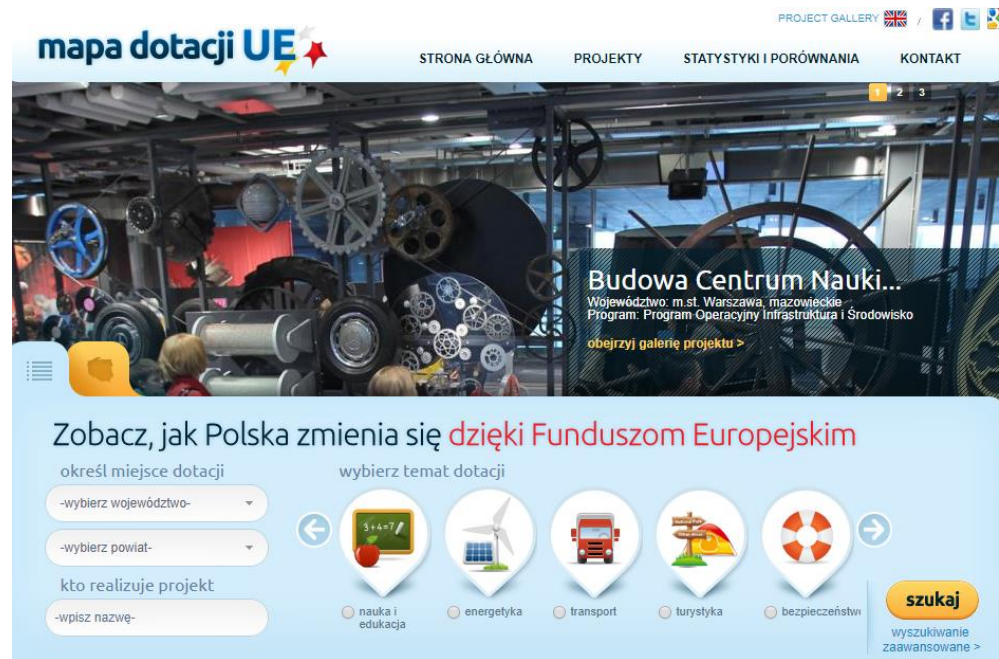 PROJECT GALLERY /
mapa dotacji UE
STRONA GŁÓWNA PROJEKTY STATYSTYKI I PORÓWNANIA KONTAKT
1 2 3
Budowa Centrum Nauki...
Województwo: m.st. Warszawa, mazowieckie
Program: Program Operacyjny Infrastruktura i Środowisko
obejrzyj galerię projektu >
Zobacz, jak Polska zmienia się dzięki Funduszom Europejskim
określ miejsce dotacji
wybierz temat dotacji
-wybierz województwo-
-wybierz powiat-
kto realizuje projekt
-wpisz nazwę-
3+4=7
nauka i
edukacja
energetyka
transport
turystyka
bezpieczeństwo
szukaj
wyszukiwanie
zaawansowane >